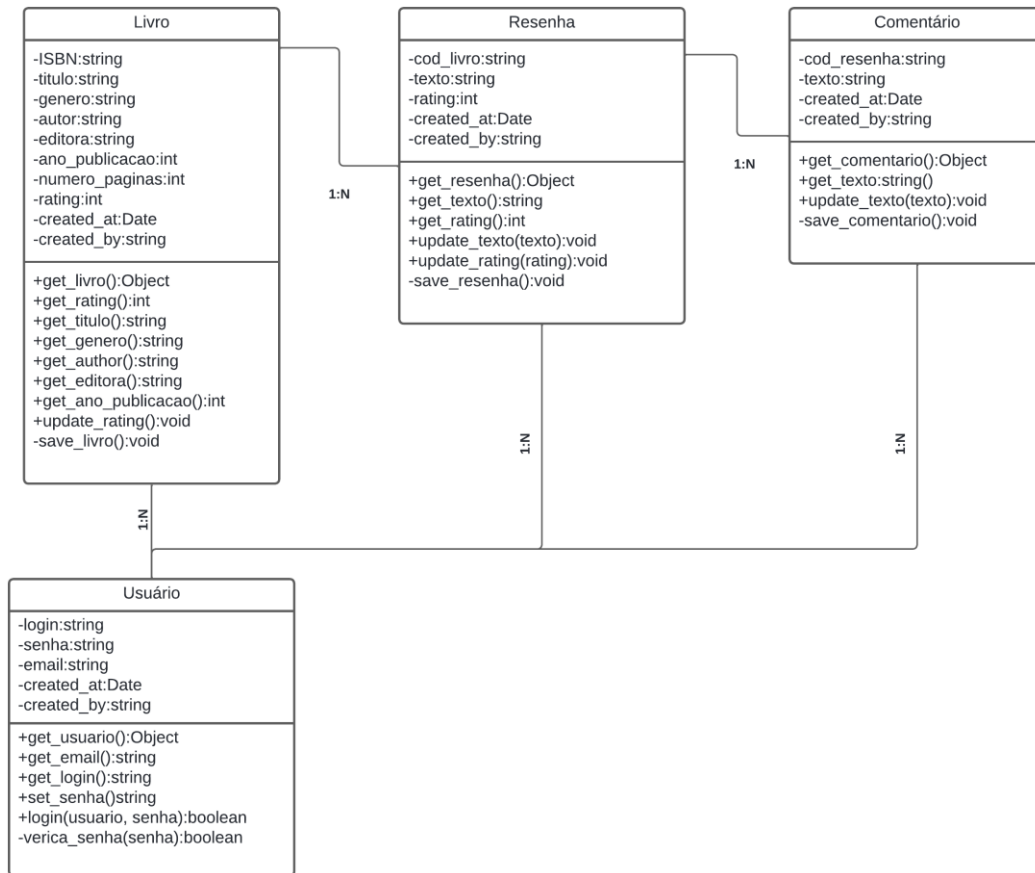 Livro
-ISBN:string
-titulo:string
-genero:string
-autor:string
-editora:string
-ano_publicacao:int
-numero_paginas:int
-rating:int
-created_at:Date
-created_by:string
+get_livro():Object
+get_rating():int
+get_titulo():string
+get_genero():string
+get_author():string
+get_editora():string
+get_ano_publicacao():int
+update_rating():void
-save_livro():void
1:N
Resenha
-cod_livro:string
-texto:string
-rating:int
-created_at:Date
-created_by:string
+get_resenha():Object
+get_texto():string
+get_rating():int
+update_texto(texto):void
+update_rating(rating):void
-save_resenha():void
1:N
Comentário
-cod_resenha:string
-texto:string
-created_at:Date
-created_by:string
+get_comentario():Object
+get_texto:string()
+update_texto(texto):void
-save_comentario():void
1:N
1:N
1:N
Usuário
-login:string
-senha:string
-email:string
-created_at:Date
-created_by:string
+get_usuario():Object
+get_email():string
+get_login():string
+set_senha()string
+login(usuario, senha):boolean
-verica_senha(senha):boolean